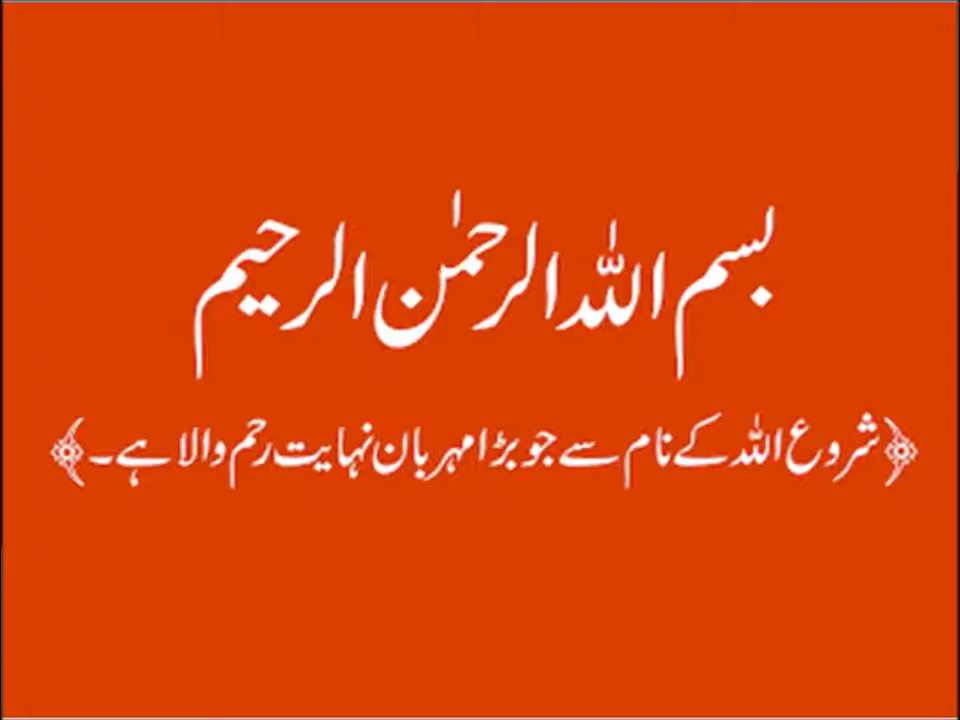 بسم اللہ الرحمٰن الرحیم
﴿شروع اللہ کے نام سے جو بڑا مہربان نہایت رحم والا ہے۔﴾